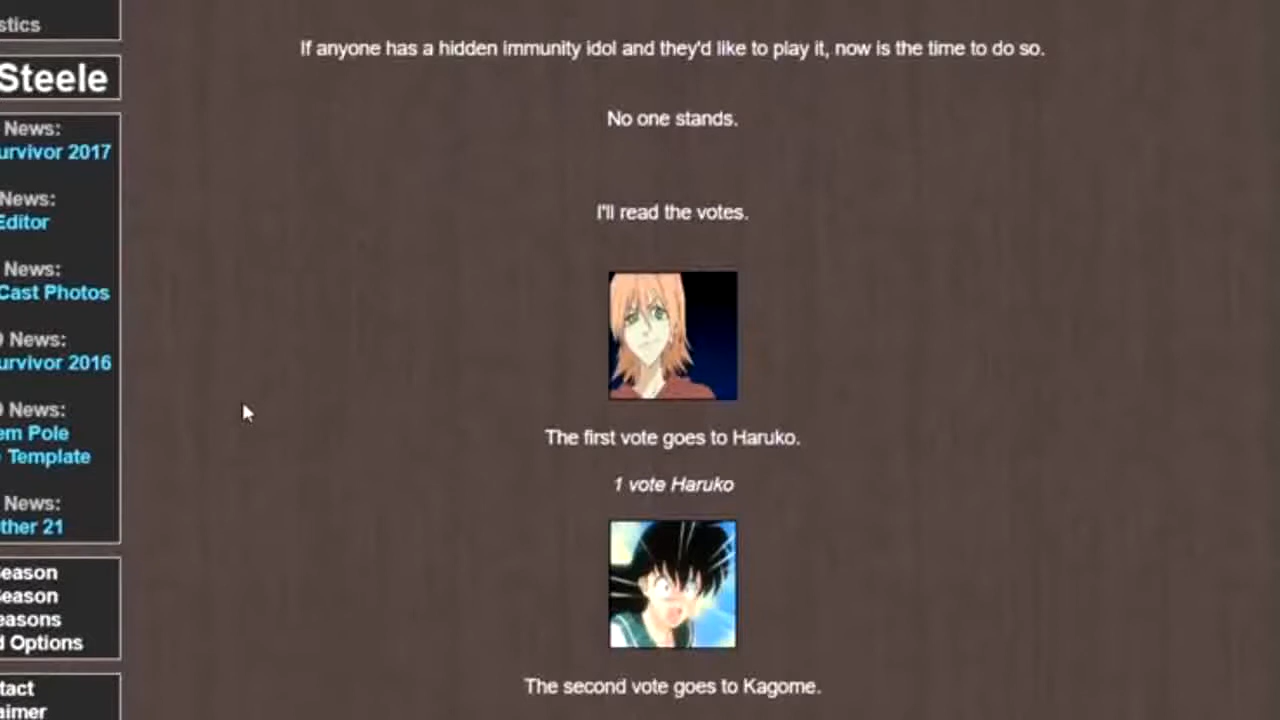 stics
Steele
News:
urvivor 2017
News:
Editor
News:
Cast Photos
News:
urvivor 2016
News:
em Pole
Template
News:
ther 21
Season
Season
easons
d Options
tact
aimer
If anyone has a hidden immunity idol and they'd like to play it, now is the time to do so.
No one stands.
I'll read the votes.
The first vote goes to Haruko.
1 vote Haruko
The second vote goes to Kagome.